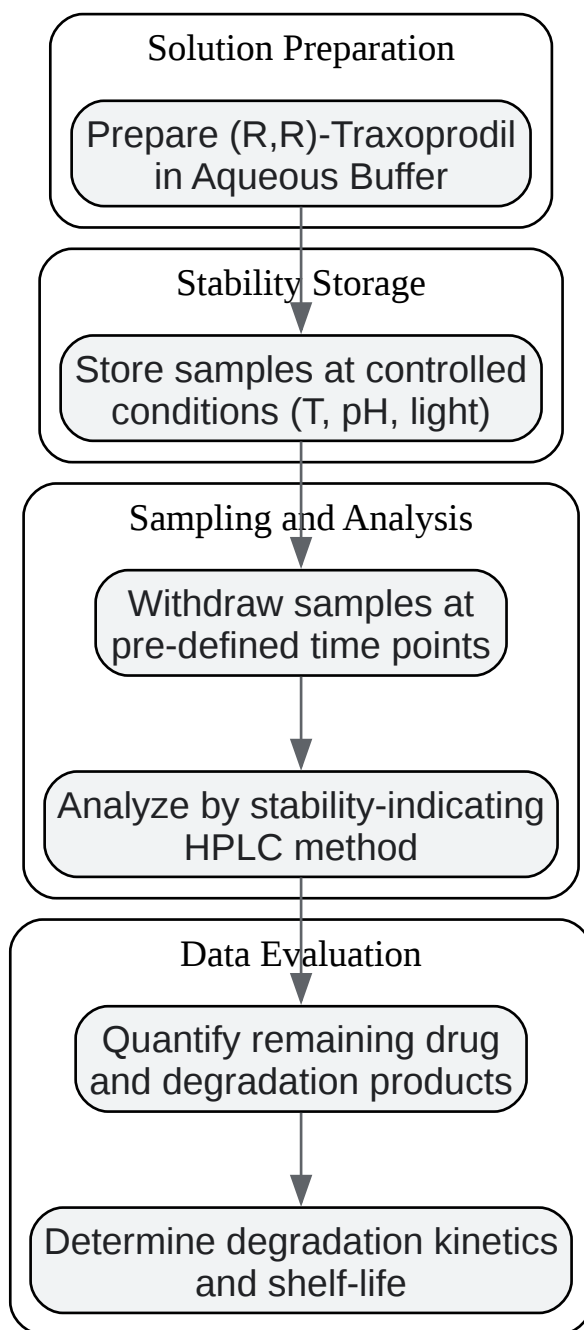 Solution Preparation
Prepare (R,R)-Traxoprodil
in Aqueous Buffer
Stability Storage
Store samples at controlled
conditions (T, pH, light)
Sampling and Analysis
Withdraw samples at
pre-defined time points
Analyze by stability-indicating
HPLC method
Data Evaluation
Quantify remaining drug
and degradation products
Determine degradation kinetics
and shelf-life